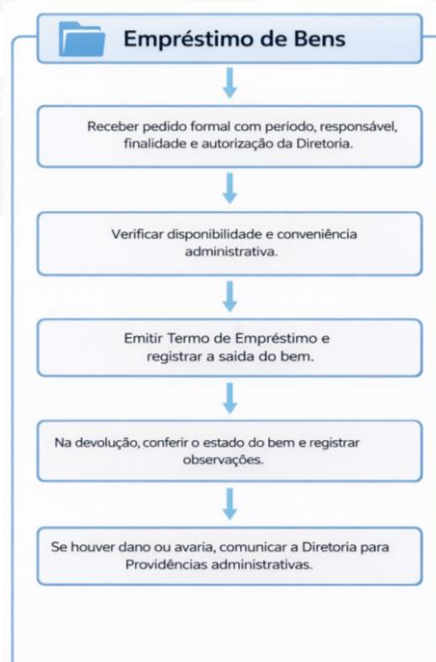 Empréstimo de Bens
Receber pedido formal com período, responsável,
finalidade e autorização da Diretoria.
Verificar disponibilidade e conveniência
administrativa.
Emitir Termo de Empréstimo e
registrar a saida do bem.
Na devolução, conferir o estado do bem e registrar
observações.
Se houver dano ou avaria, comunicar a Diretoria para
Providências administrativas.